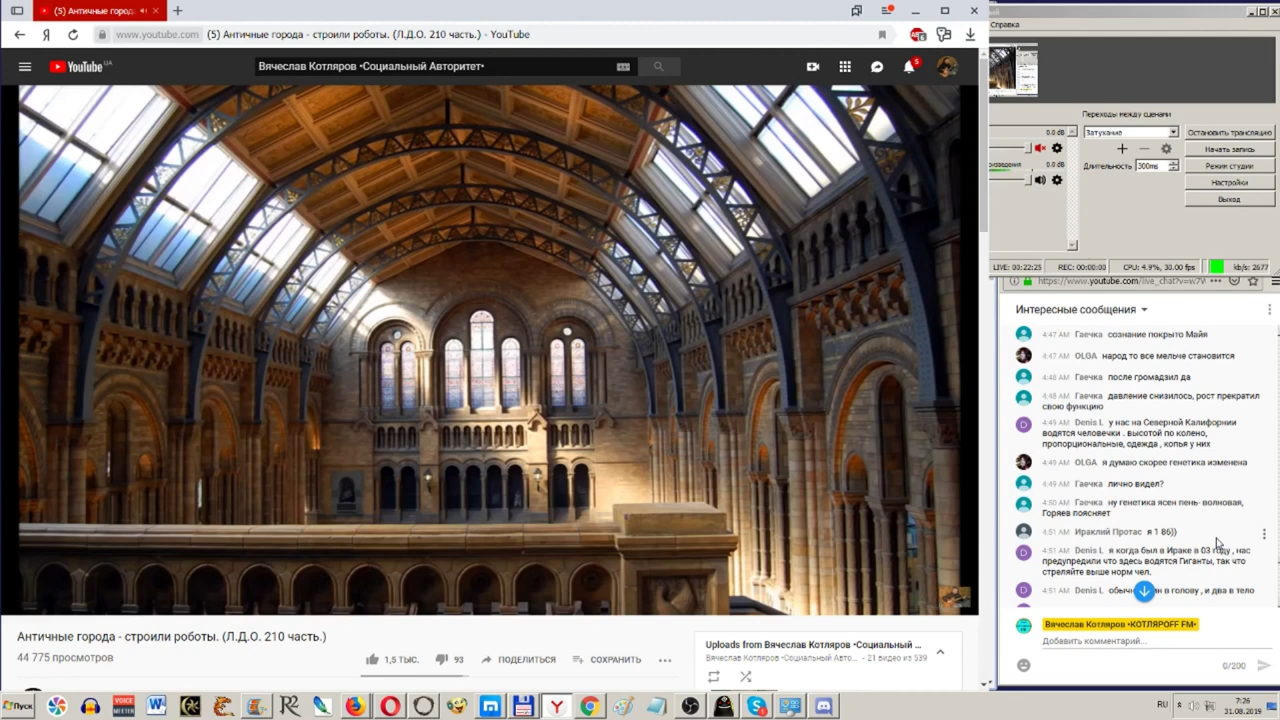 (5) Античные города
www.youtube.com (5) Античные города - строили роботы. (Л.Д.О. 210 часть.) - YouTube
YouTube UA
Вячеслав Котляров •Социальный Авторитет•
5
Античные города - строили роботы. (Л.Д.О. 210 часть.)
44 775 просмотров
1,5 ТЫС.
93
ПОДЕЛИТЬСЯ
СОХРАНИТЬ
Uploads from Вячеслав Котляров •Социальный ...
Вячеслав Котляров •Социальный Авто... - 21 видео из 539
Справка
Переходы между сценами
0.0 dB
Затухание
Остановить трансляцию
Начать запись
0.0 dB
Длительность 300ms
Режим студии
Настройки
Выход
LIVE: 03:22:25
REC: 00:00:00
CPU: 4.9%, 30.00 fps
kb/s: 2677
https://www.youtube.com/live_chat?v=w7
Интересные сообщения
4:47 AM Гаечка сознание покрыто Майя
4:47 AM OLGA народ то все мельче становится
4:48 AM Гаечка после громадзил да
4:48 AM Гаечка давление снизилось, рост прекратил
свою функцию
4:49 AM Denis L у нас на Северной Калифорнии
водятся человечки . высотой по колено,
пропорциональные, одежда , копья у них
4:49 AM OLGA я думаю скорее генетика изменена
4:49 AM Гаечка лично видел?
4:50 AM Гаечка ну генетика ясен пень- волновая,
Горяев поясняет
4:51 AM Ираклий Протас я 1 86))
4:51 AM Denis L я когда был в Ираке в 03 году , нас
предупредили что здесь водятся Гиганты, так что
стреляйте выше норм чел.
4:51 AM Denis L в голову , и два в тело
Вячеслав Котляров •КОТЛЯРОFF FM•
Добавить комментарий...
0/200
Пуск
VOICE
MEETER
RU
7:26
31.08.2019